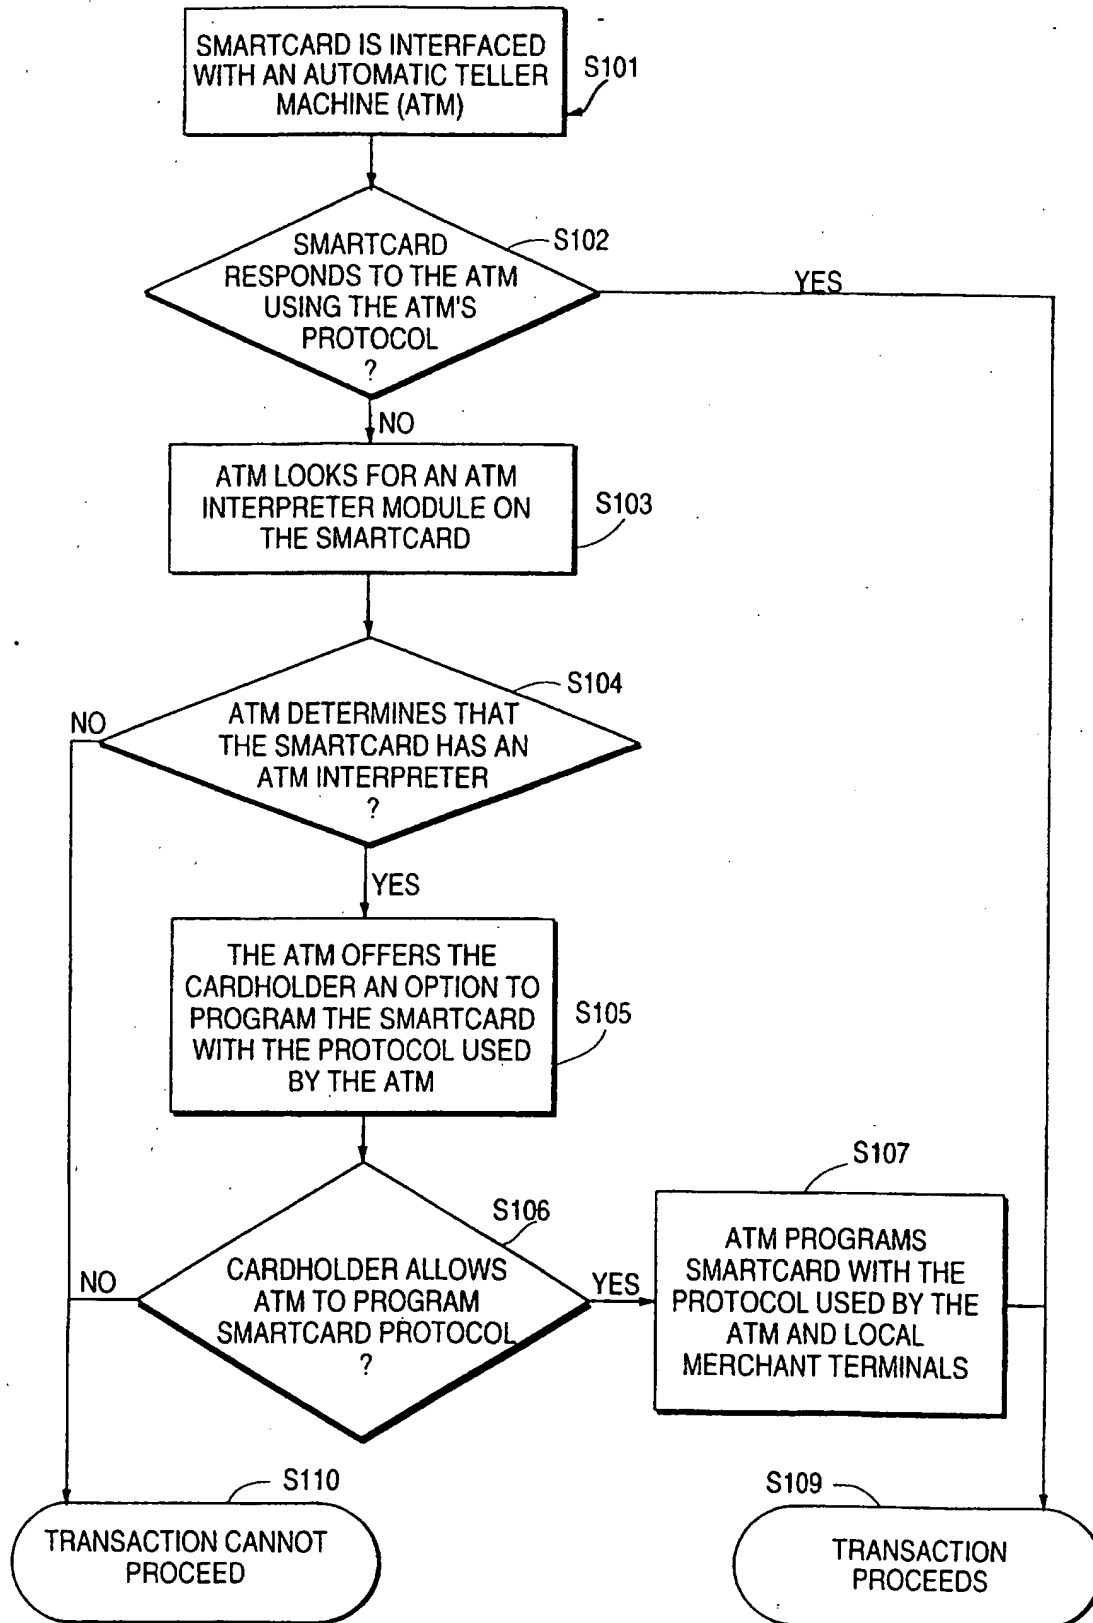 SMARTCARD IS INTERFACED
WITH AN AUTOMATIC TELLER
MACHINE (ATM)
S101
SMARTCARD
RESPONDS TO THE ATM
USING THE ATM'S
PROTOCOL
?
S102
YES
NO
ATM LOOKS FOR AN ATM
INTERPRETER MODULE ON
THE SMARTCARD
S103
S104
NO
ATM DETERMINES THAT
THE SMARTCARD HAS AN
ATM INTERPRETER
?
YES
THE ATM OFFERS THE
CARDHOLDER AN OPTION TO
PROGRAM THE SMARTCARD
WITH THE PROTOCOL USED
BY THE ATM
S105
S106
NO
CARDHOLDER ALLOWS
ATM TO PROGRAM
SMARTCARD PROTOCOL
?
YES
S107
ATM PROGRAMS
SMARTCARD WITH THE
PROTOCOL USED BY THE
ATM AND LOCAL
MERCHANT TERMINALS
S110
TRANSACTION CANNOT
PROCEED
S109
TRANSACTION
PROCEEDS